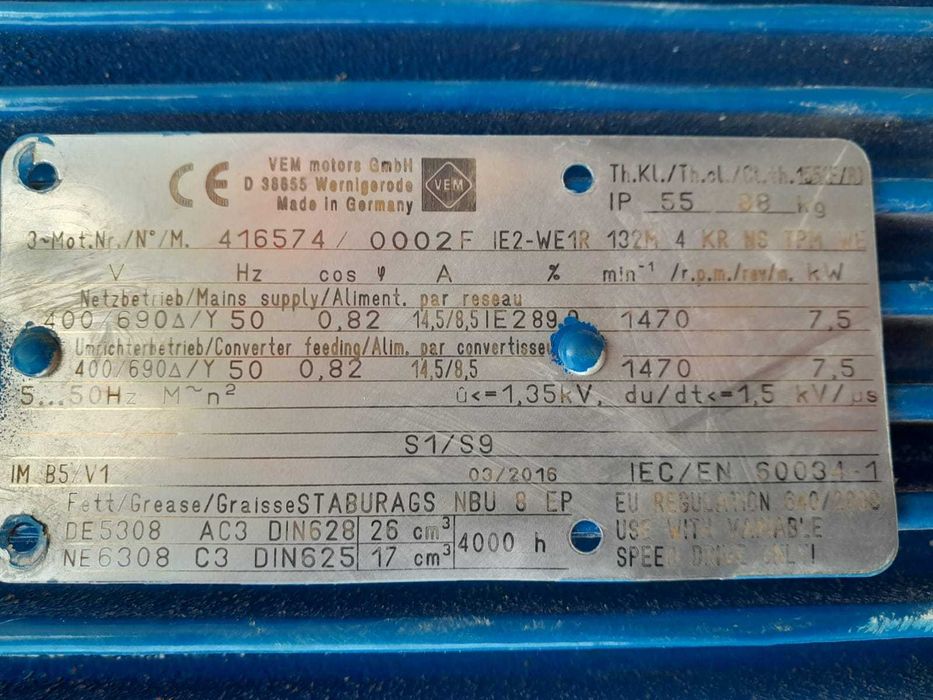 CE
VEM motors GmbH
D 38855 Wernigerode
Made in Germany
VEM
Th.Kl./Th.cl./Cl.th.155(F/B)
IP 55 kg
3~Mot.Nr./N°/M. 416574/0002F IE2-WE1R 132M 4 KR NS TPM WE
V Hz cos φ A % min⁻¹/r.p.m./rev/m. kW
Netzbetrieb/Mains supply/Aliment. par reseau
400/690Δ/Y 50 0,82 14,5/8,5 IE2 1470 7,5
Umrichterbetrieb/Converter feeding/Alim. par
400/690Δ/Y 50 0,82 14,5/8,5 1470 7,5
5...50Hz M~n² û<=1,35kV, du/dt<=1,5 kV/µs
S1/S9
IM B5/V1 03/2016 IEC/EN 60034-1
Fett/Grease/Graisse STABURAGS NBU 8 EP
DE5308 AC3 DIN628 26 cm³
NE6308 C3 DIN625 17 cm³
4000 h
EU REGULATION
USE WITH VARIABLE
SPEED DRIVE ONLY!